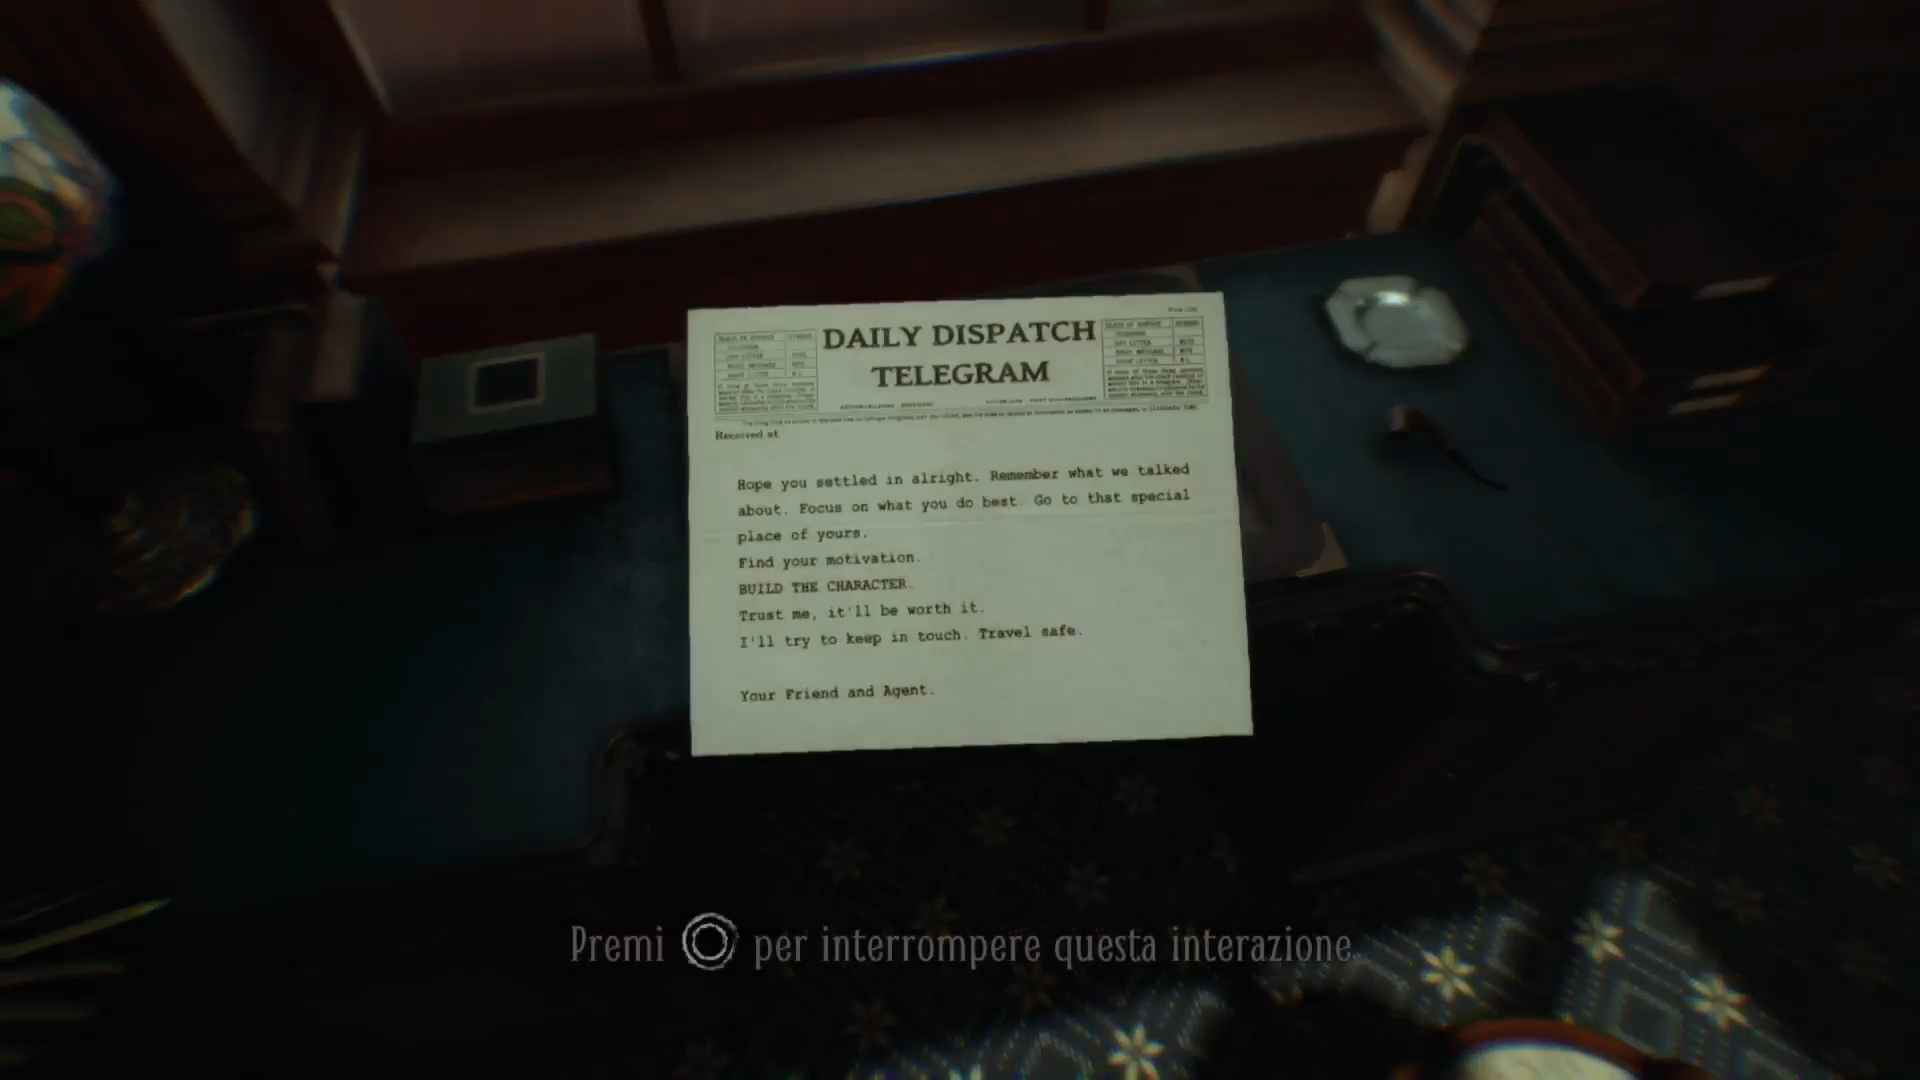 DAILY DISPATCH
TELEGRAM
Received at
Hope you settled in alright. Remember what we talked
about. Focus on what you do best. Go to that special
place of yours.
Find your motivation.
BUILD THE CHARACTER.
Trust me, it'll be worth it.
I'll try to keep in touch. Travel safe.
Your Friend and Agent.
Premi per interrompere questa interazione